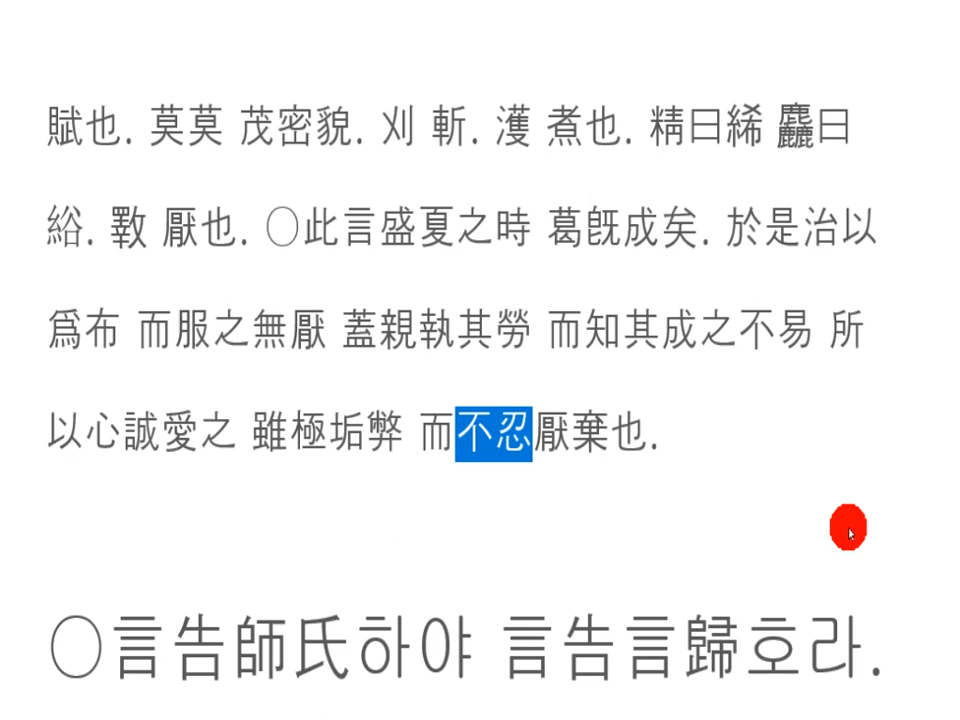 賦也. 莫莫 茂密貌. 刈 斬. 濩 煮也. 精曰絺 麤曰
綌. 斁 厭也. ○此言盛夏之時 葛旣成矣. 於是治以
爲布 而服之無厭 蓋親執其勞 而知其成之不易 所
以心誠愛之 雖極垢弊 而不忍厭棄也.
○言告師氏하야 言告言歸호라.